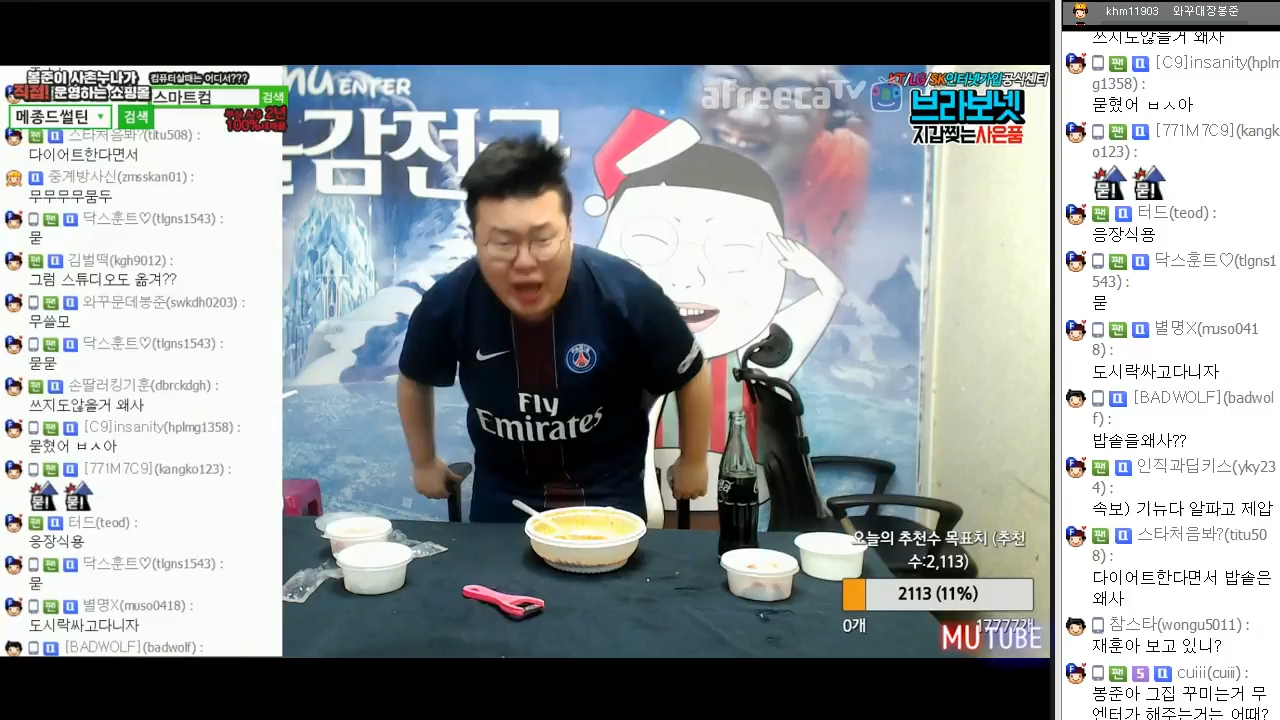 봉준이 사촌누나가
직접! 운영하는 쇼핑몰
컴퓨터살때는 어디서???
스마트컴
검색
메종드썰틴
검색
100%
스타처음봐?(titu508) :
다이어트한다면서
중계방사신(zmsskan01) :
무무무무뭄두
닥스훈트♡(tlgns1543) :
묻
김벌떡(kgh9012) :
그럼 스튜디오도 옮겨??
와꾸문데봉준(swkdh0203) :
무쓸모
닥스훈트♡(tlgns1543) :
묻묻
손딸러킹기훈(dbrckdgh) :
쓰지도않을거 왜사
[C9]insanity(hplmg1358) :
묻혔어 ㅂㅅ아
[771M7C9](kangko123) :
묻! 묻!
터드(teod) :
응장식용
닥스훈트♡(tlgns1543) :
묻
별명X(muso0418) :
도시락싸고다니자
[BADWOLF](badwolf) :
MU ENTER
감전
afreecaTV
KT/LG/SK인터넷가입공식센터
브라보넷
지갑찢는사은품
PARIS
Fly
Emirates
오늘의 추천수 목표치 (추천
수:2,113)
2113 (11%)
0개
17777개
MUTUBE
khm11903 와꾸대장봉준
쓰지도않을거 왜사
[C9]insanity(hplm
g1358) :
묻혔어 ㅂㅅ아
[771M7C9](kangk
o123) :
묻! 묻!
터드(teod) :
응장식용
닥스훈트♡(tlgns1
543) :
묻
별명X(muso041
8) :
도시락싸고다니자
[BADWOLF](badwol
f) :
밥솥을왜사??
인직과딥키스(yky23
4) :
속보) 기뉴다 알파고 제압
스타처음봐?(titu50
8) :
다이어트한다면서 밥솥은
왜사
참스타(wongu5011) :
재훈아 보고 있니?
cuiii(cuiii) :
봉준아 그집 꾸미는거 무
엔터가 해주는거는 어때?